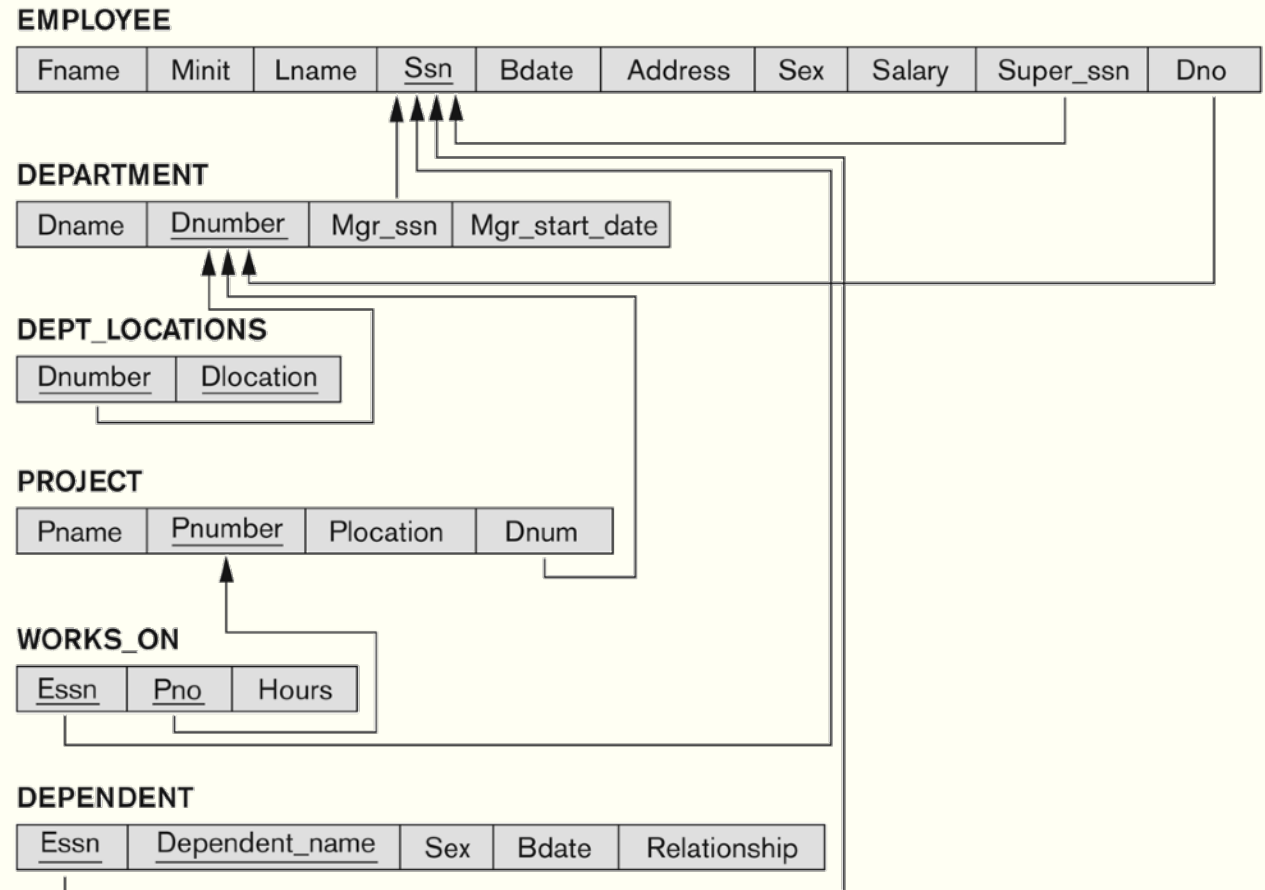 EMPLOYEE
Fname Minit Lname Ssn Bdate Address Sex Salary Super_ssn Dno
DEPARTMENT
Dname Dnumber Mgr_ssn Mgr_start_date
DEPT_LOCATIONS
Dnumber Dlocation
PROJECT
Pname Pnumber Plocation Dnum
WORKS_ON
Essn Pno Hours
DEPENDENT
Essn Dependent_name Sex Bdate Relationship